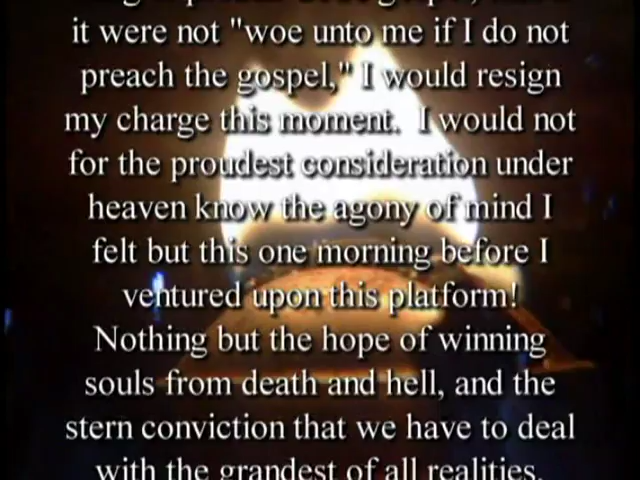 it were not "woe unto me if I do not
preach the gospel," I would resign
my charge this moment. I would not
for the proudest consideration under
heaven know the agony of mind I
felt but this one morning before I
ventured upon this platform!
Nothing but the hope of winning
souls from death and hell, and the
stern conviction that we have to deal
with the grandest of all realities,